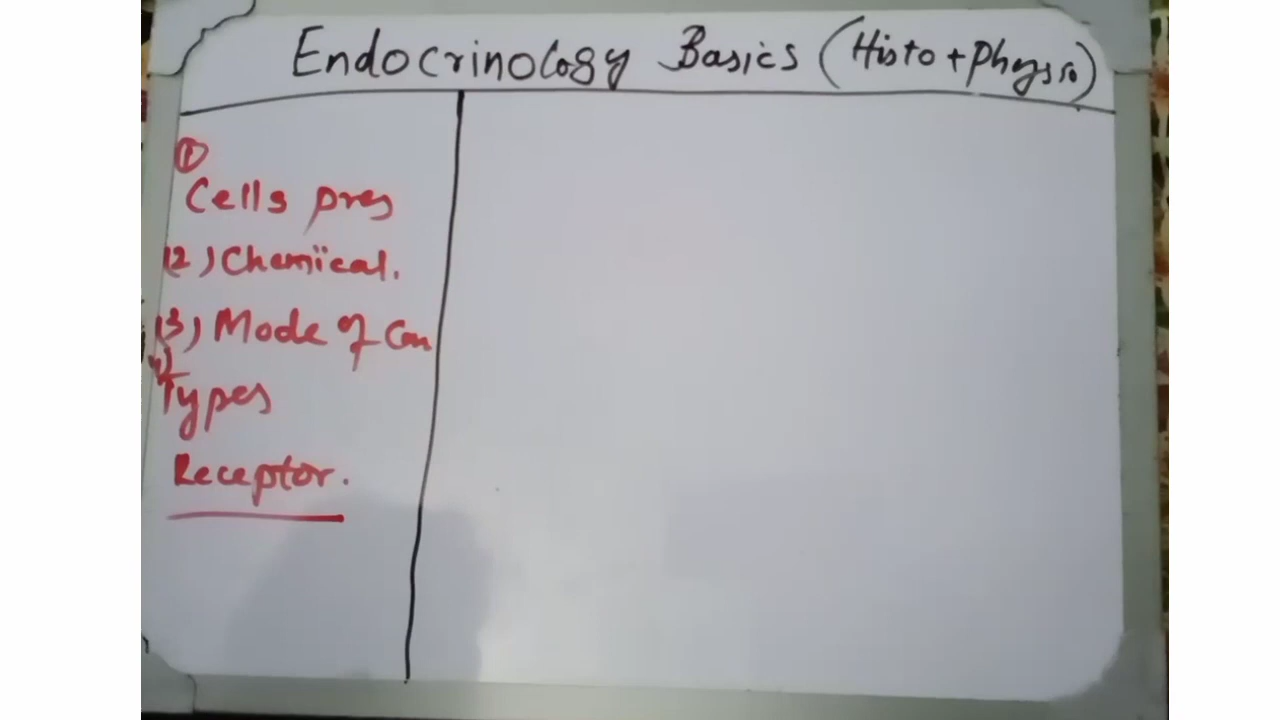 Endocrinology Basics (Histo + Physio)
①
Cells pres
(2) Chemical.
(3) Mode of Con
4)
Types
Receptor.